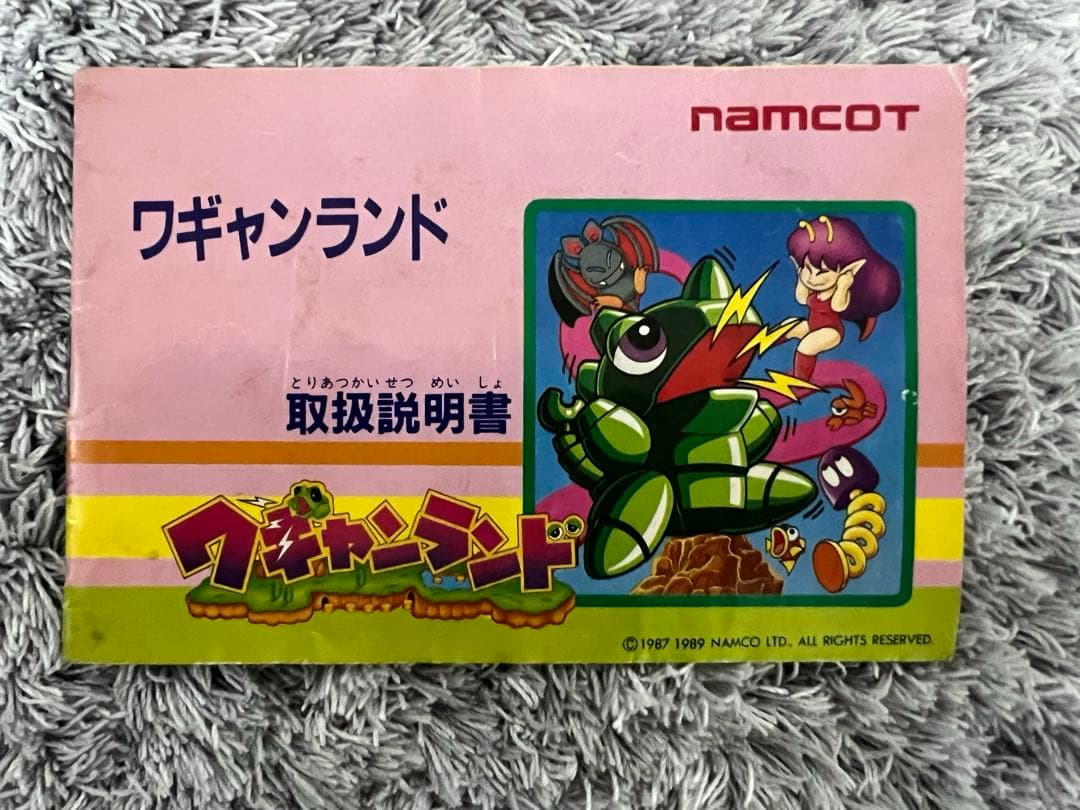 namcoT
ワギャンランド
とりあつかいせつ めい しょ
取扱説明書
ワギャンランド
©1987 1989 NAMCO LTD., ALL RIGHTS RESERVED.